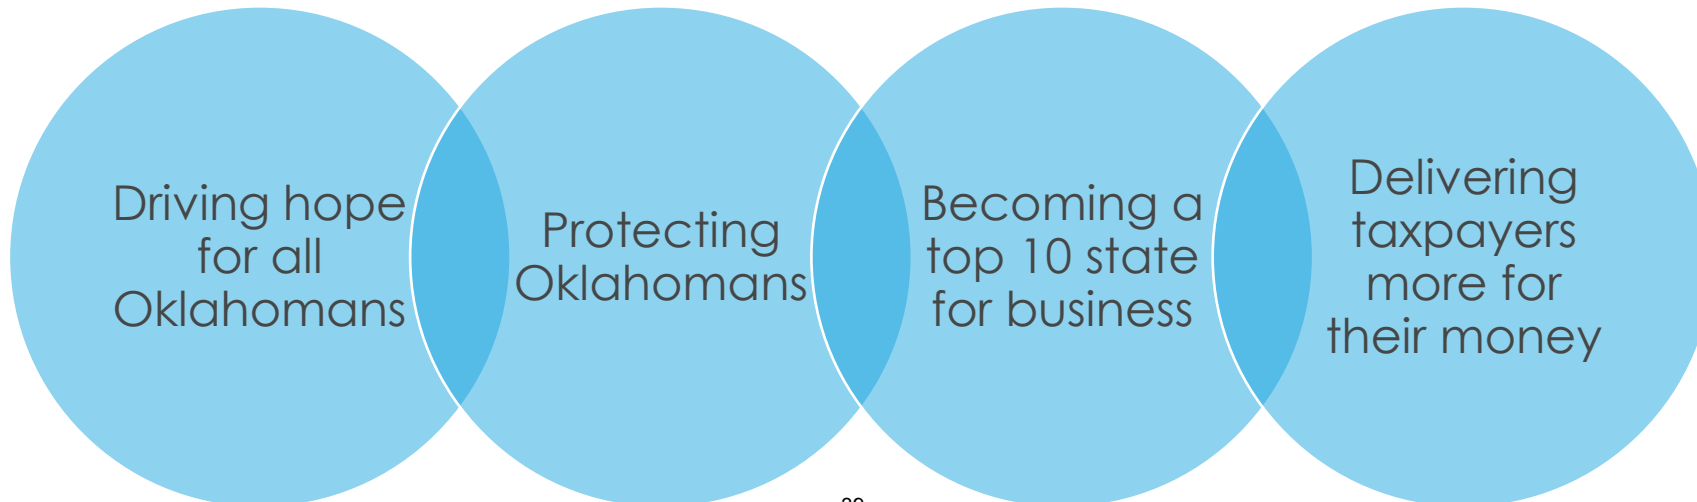 Driving hope
for all
Oklahomans
Protecting
Oklahomans
Becoming a
top 10 state
for business
Delivering
taxpayers
more for
their money